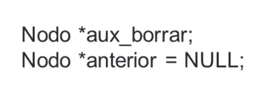 Nodo *aux_borrar;
Nodo *anterior = NULL;